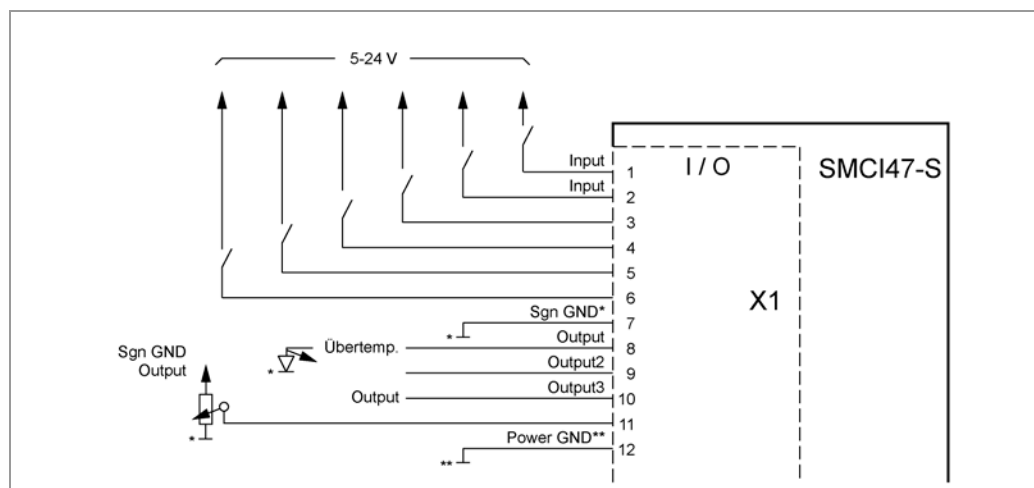 5-24 V
I / O
SMCI47-S
X1
Input
1
Input
2
3
4
5
6
Sgn GND*
7
*
Output
8
Übertemp.
*
Output2
9
Output3
10
Output
11
Sgn GND
Output
*
Power GND**
12
**